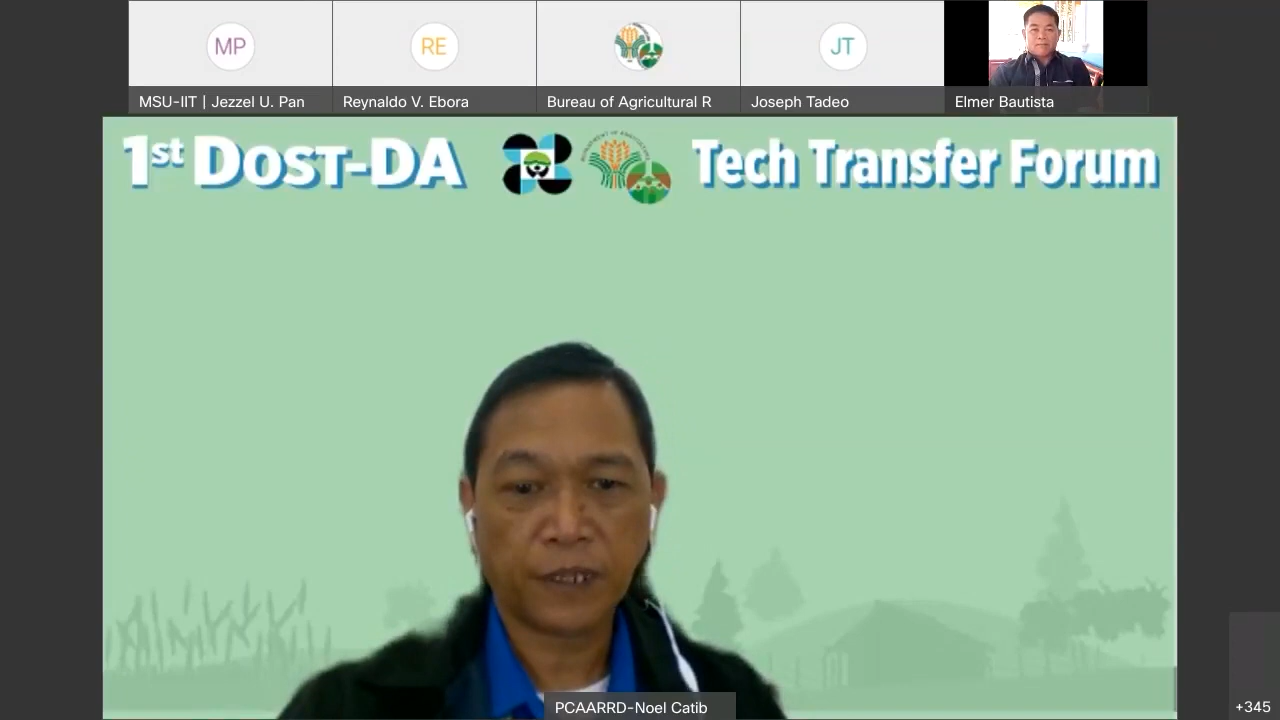 MP
RE
JT
MSU-IIT | Jezzel U. Pan
Reynaldo V. Ebora
Bureau of Agricultural R
Joseph Tadeo
Elmer Bautista
1st DOST-DA
Tech Transfer Forum
PCAARRD-Noel Catib
+345